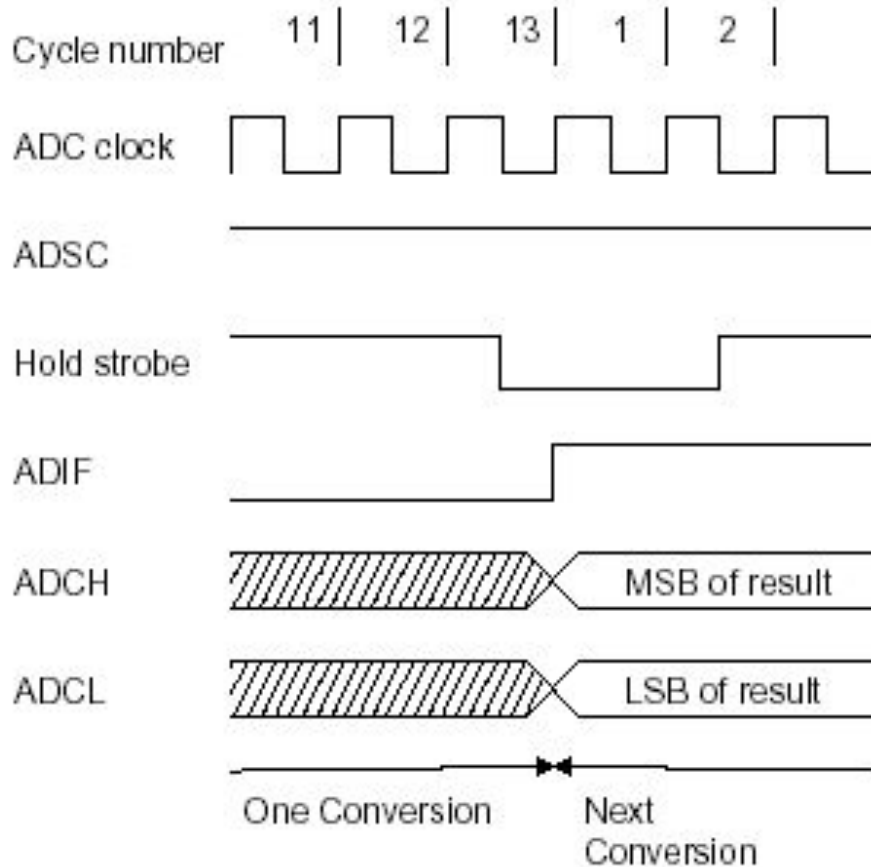 Cycle number 11 12 13 1 2
ADC clock
ADSC
Hold strobe
ADIF
ADCH MSB of result
ADCL LSB of result
One Conversion Next
Conversion